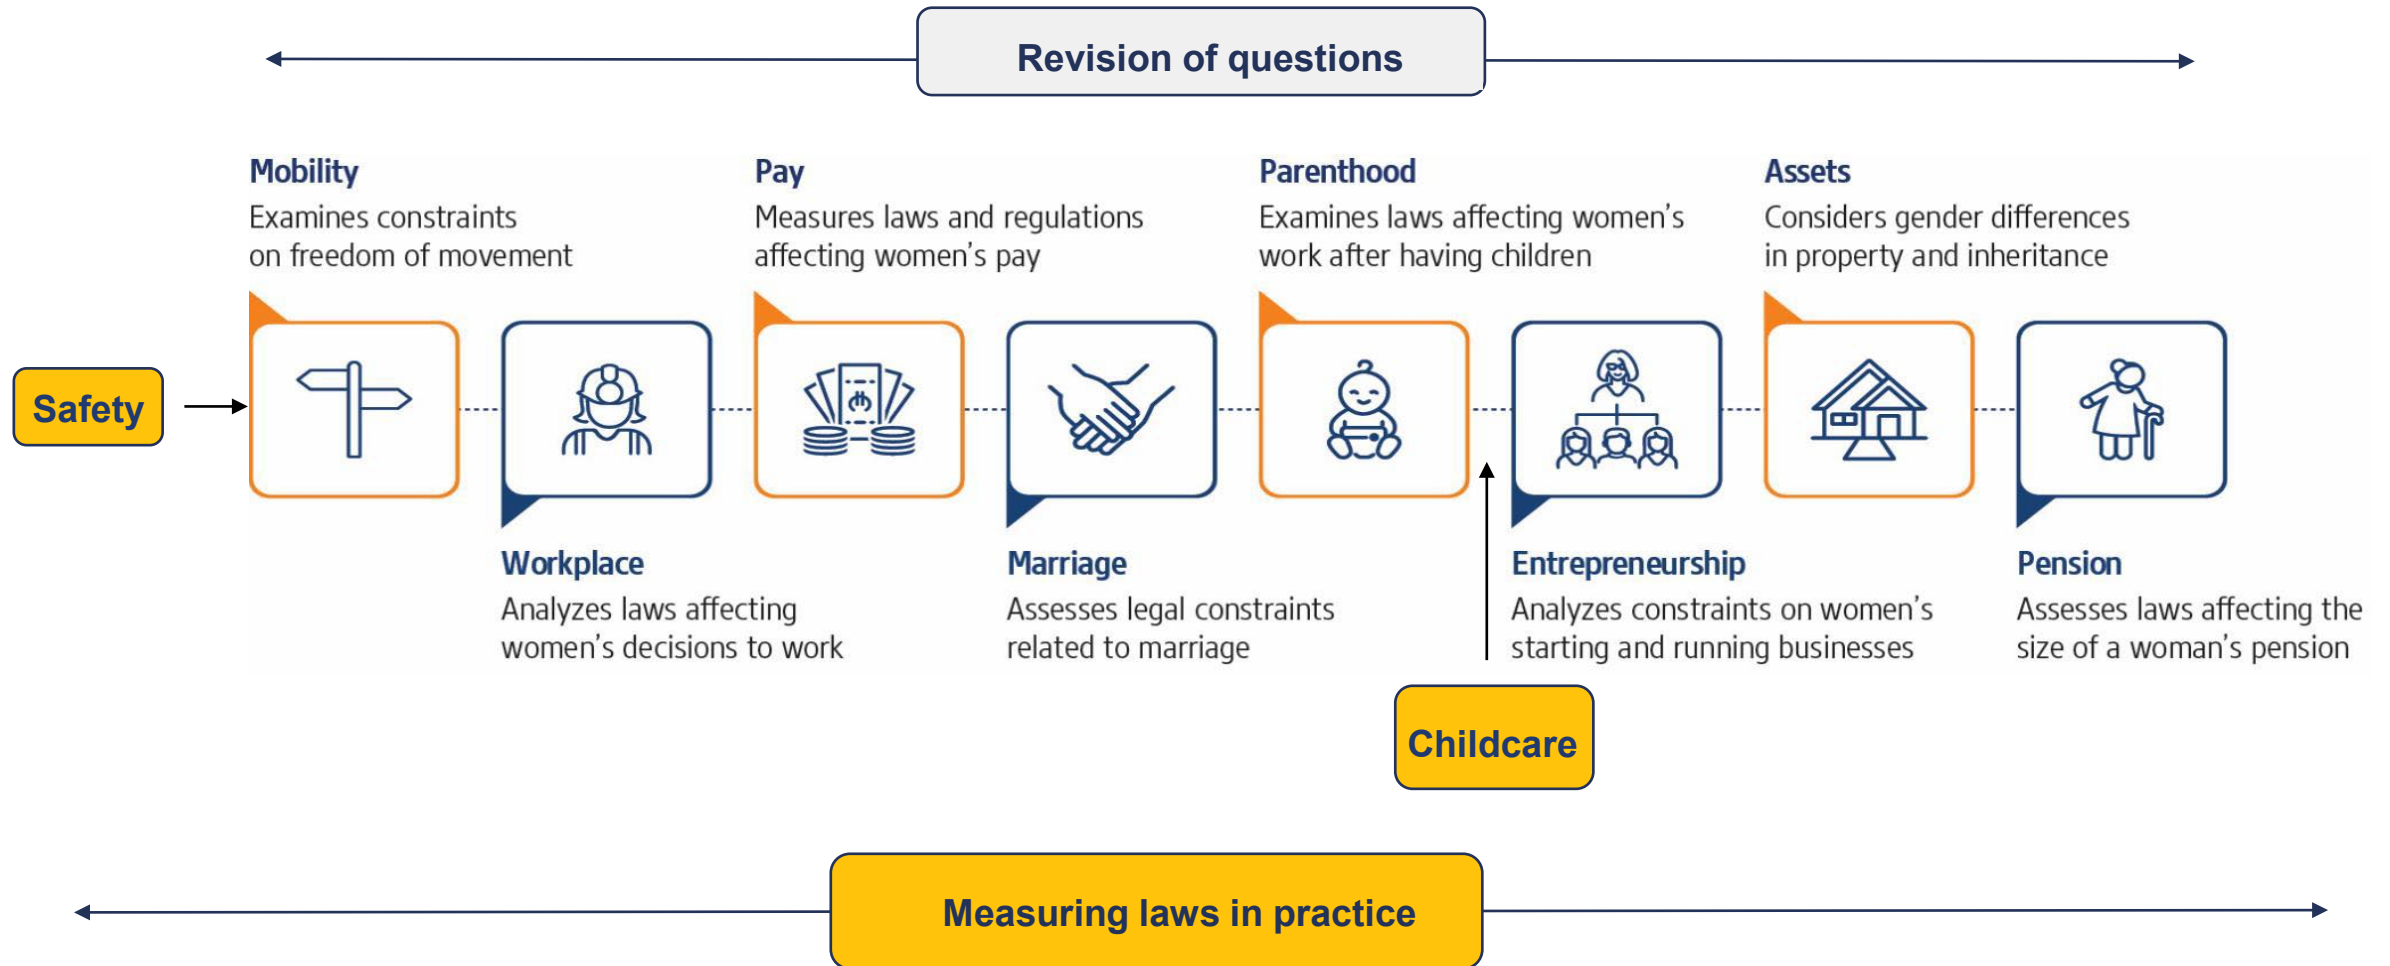 Revision of questions
Mobility
Examines constraints
on freedom of movement
Pay
Measures laws and regulations
affecting women's pay
Parenthood
Examines laws affecting women's
work after having children
Assets
Considers gender differences
in property and inheritance
Safety
Workplace
Analyzes laws affecting
women's decisions to work
Marriage
Assesses legal constraints
related to marriage
Entrepreneurship
Analyzes constraints on women's
starting and running businesses
Pension
Assesses laws affecting the
size of a woman's pension
Childcare
Measuring laws in practice